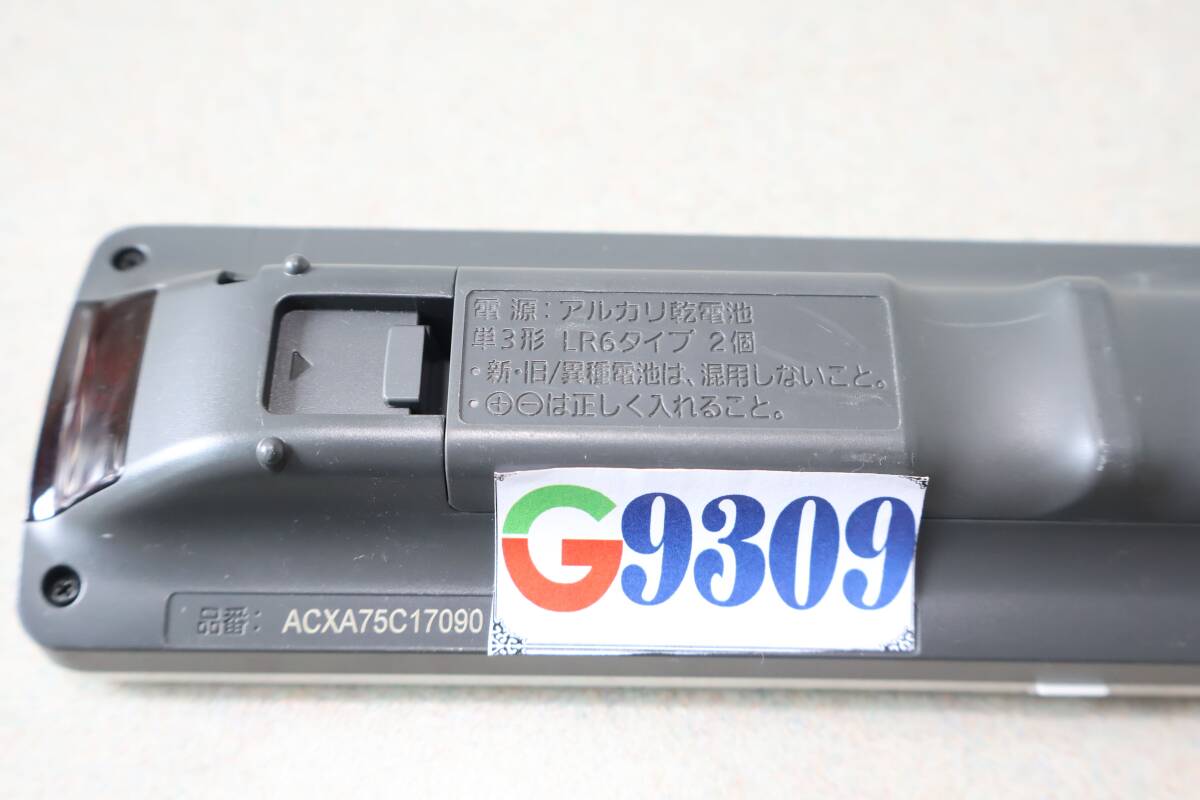 電源：アルカリ乾電池
単3形 LR6タイプ 2個
・新・旧/異種電池は、混用しないこと。
・⊕⊖は正しく入れること。
G9309
品番： ACXA75C17090